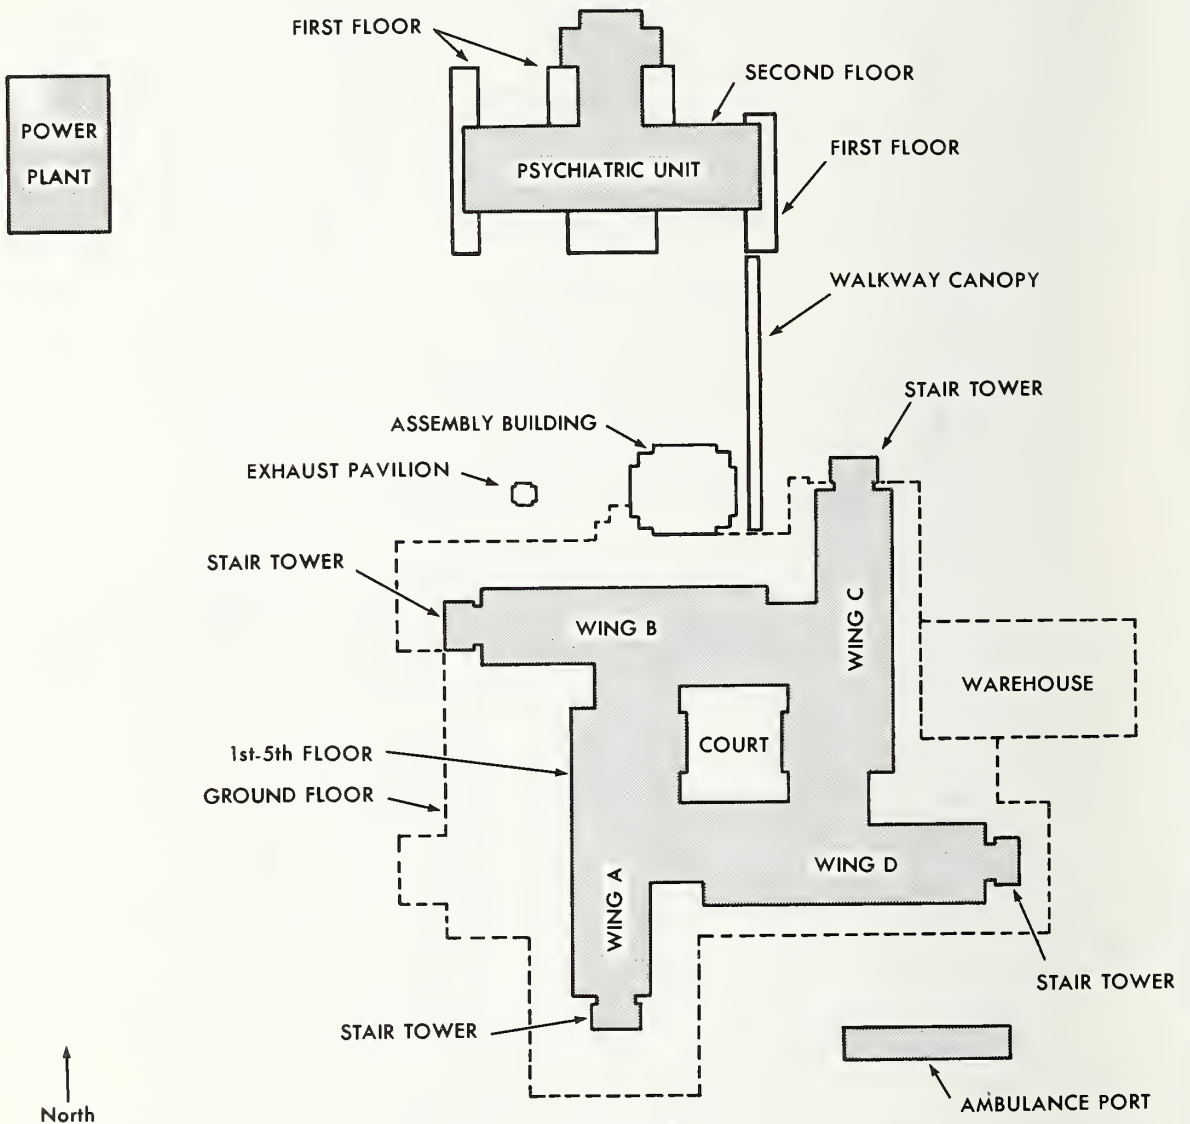 FIRST FLOOR
SECOND FLOOR
POWER
PLANT
FIRST FLOOR
PSYCHIATRIC UNIT
WALKWAY CANOPY
STAIR TOWER
ASSEMBLY BUILDING
EXHAUST PAVILION
STAIR TOWER
WING B
WING C
WAREHOUSE
COURT
1st-5th FLOOR
GROUND FLOOR
WING D
WING A
STAIR TOWER
STAIR TOWER
AMBULANCE PORT
North